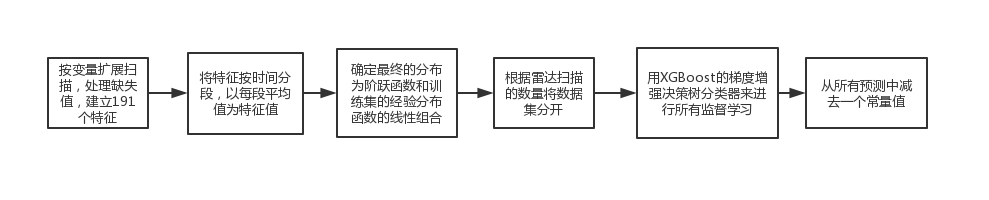 按变量扩展扫
描，处理缺失
值，建立191
个特征
将特征按时间分
段，以每段平均
值为特征值
确定最终的分布
为阶跃函数和训
练集的经验分布
函数的线性组合
根据雷达扫描
的数量将数据
集分开
用XGBoost的梯度增
强决策树分类器来进
行所有监督学习
从所有预测中减
去一个常量值